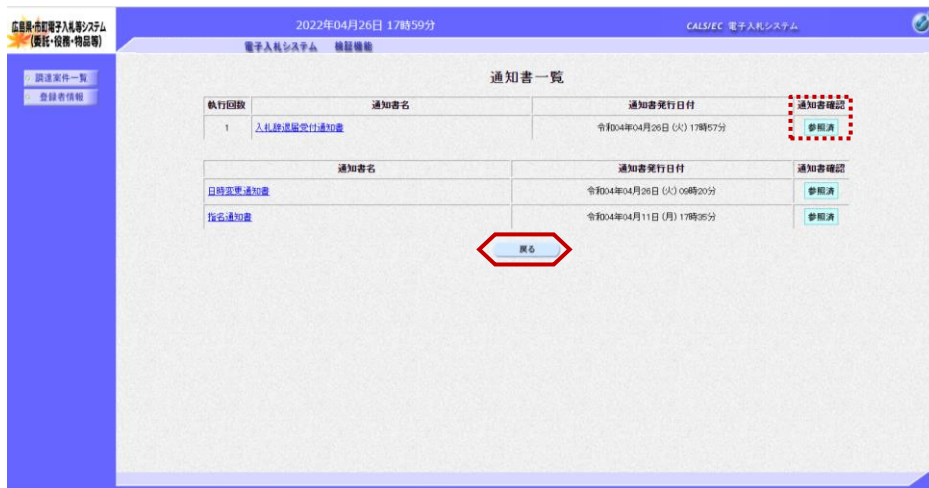 広島県・市町電子入札等システム
(委託・役務・物品等)
2022年04月26日 17時59分
CALS/EC 電子入札システム
電子入札システム 検証機能
調達案件一覧
登録者情報
通知書一覧
執行回数 通知書名 通知書発行日付 通知書確認
1 入札辞退届受付通知書 令和04年04月26日 (火) 17時57分 参照済
通知書名 通知書発行日付 通知書確認
日時変更通知書 令和04年04月26日 (火) 09時20分 参照済
指名通知書 令和04年04月11日 (月) 17時35分 参照済
戻る